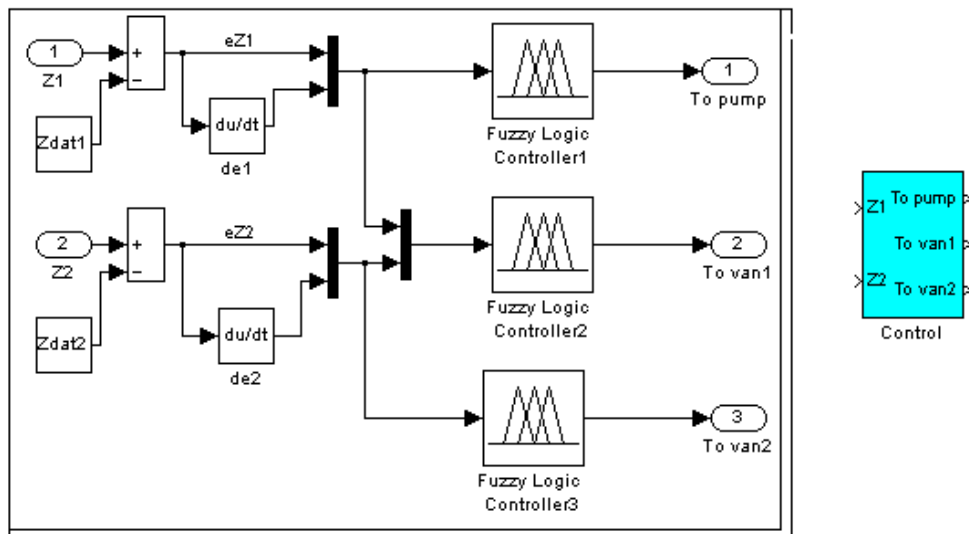 1
Z1
+
−
Zdat1
eZ1
du/dt
de1
Fuzzy Logic
Controller1
1
To pump
2
Z2
+
−
Zdat2
eZ2
du/dt
de2
Fuzzy Logic
Controller2
2
To van1
Fuzzy Logic
Controller3
3
To van2
Z1
To pump
To van1
Z2
To van2
Control